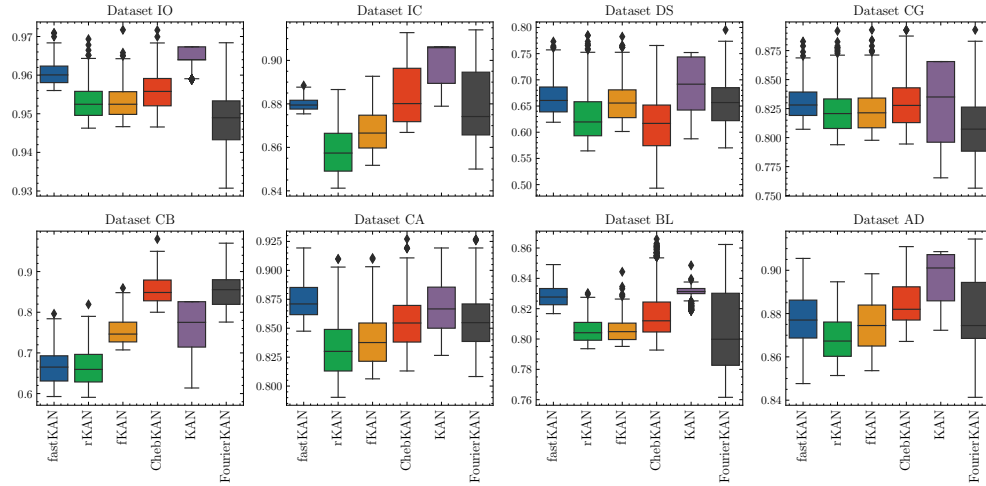 Dataset IO
0.97
0.96
0.95
0.93
Dataset IC
0.90
0.88
0.86
0.84
Dataset DS
0.80
0.75
0.70
0.65
0.60
0.55
0.50
Dataset CG
0.875
0.850
0.825
0.800
0.775
0.750
Dataset CB
0.9
0.8
0.7
0.6
Dataset CA
0.925
0.900
0.875
0.850
0.825
0.800
Dataset BL
0.86
0.84
0.82
0.80
0.78
0.76
Dataset AD
0.90
0.88
0.86
0.84
fastKAN
rKAN
fKAN
ChebKAN
KAN
FourierKAN
fastKAN
rKAN
fKAN
ChebKAN
KAN
FourierKAN
fastKAN
rKAN
fKAN
ChebKAN
KAN
FourierKAN
fastKAN
rKAN
fKAN
ChebKAN
KAN
FourierKAN